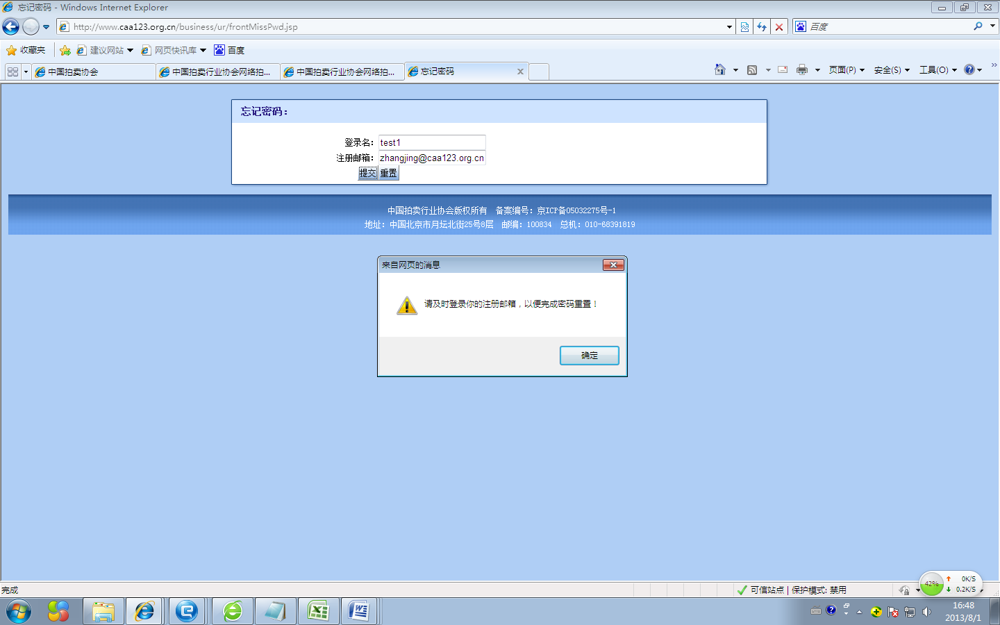 忘记密码 - Windows Internet Explorer
http://www.caa123.org.cn/business/ur/frontMissPwd.jsp
百度
收藏夹
建议网站
网页快讯库
百度
中国拍卖协会
中国拍卖行业协会网络拍...
中国拍卖行业协会网络拍...
忘记密码
页面(P)
安全(S)
工具(O)
忘记密码：
登录名： test1
注册邮箱： zhangjing@caa123.org.cn
提交 重置
中国拍卖行业协会版权所有 备案编号：京ICP备05032275号-1
地址：中国北京市月坛北街25号8层 邮编：100834 总机：010-68391819
来自网页的消息
请及时登录你的注册邮箱，以便完成密码重置！
确定
完成
可信站点 | 保护模式: 禁用
42%
0K/S
0.2K/S
16:48
2013/8/1